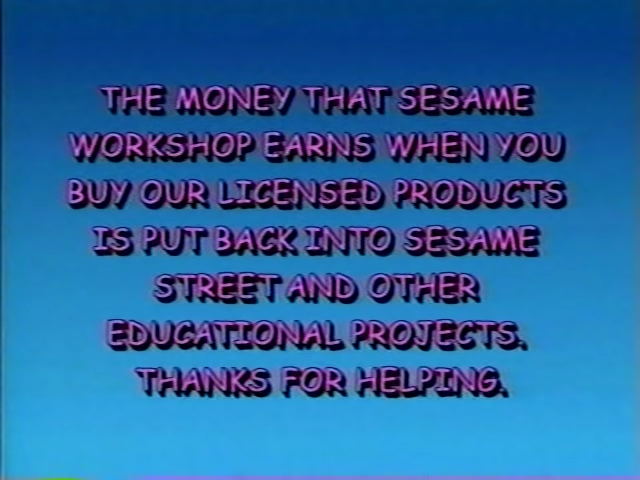 THE MONEY THAT SESAME
WORKSHOP EARNS WHEN YOU
BUY OUR LICENSED PRODUCTS
IS PUT BACK INTO SESAME
STREET AND OTHER
EDUCATIONAL PROJECTS.
THANKS FOR HELPING.